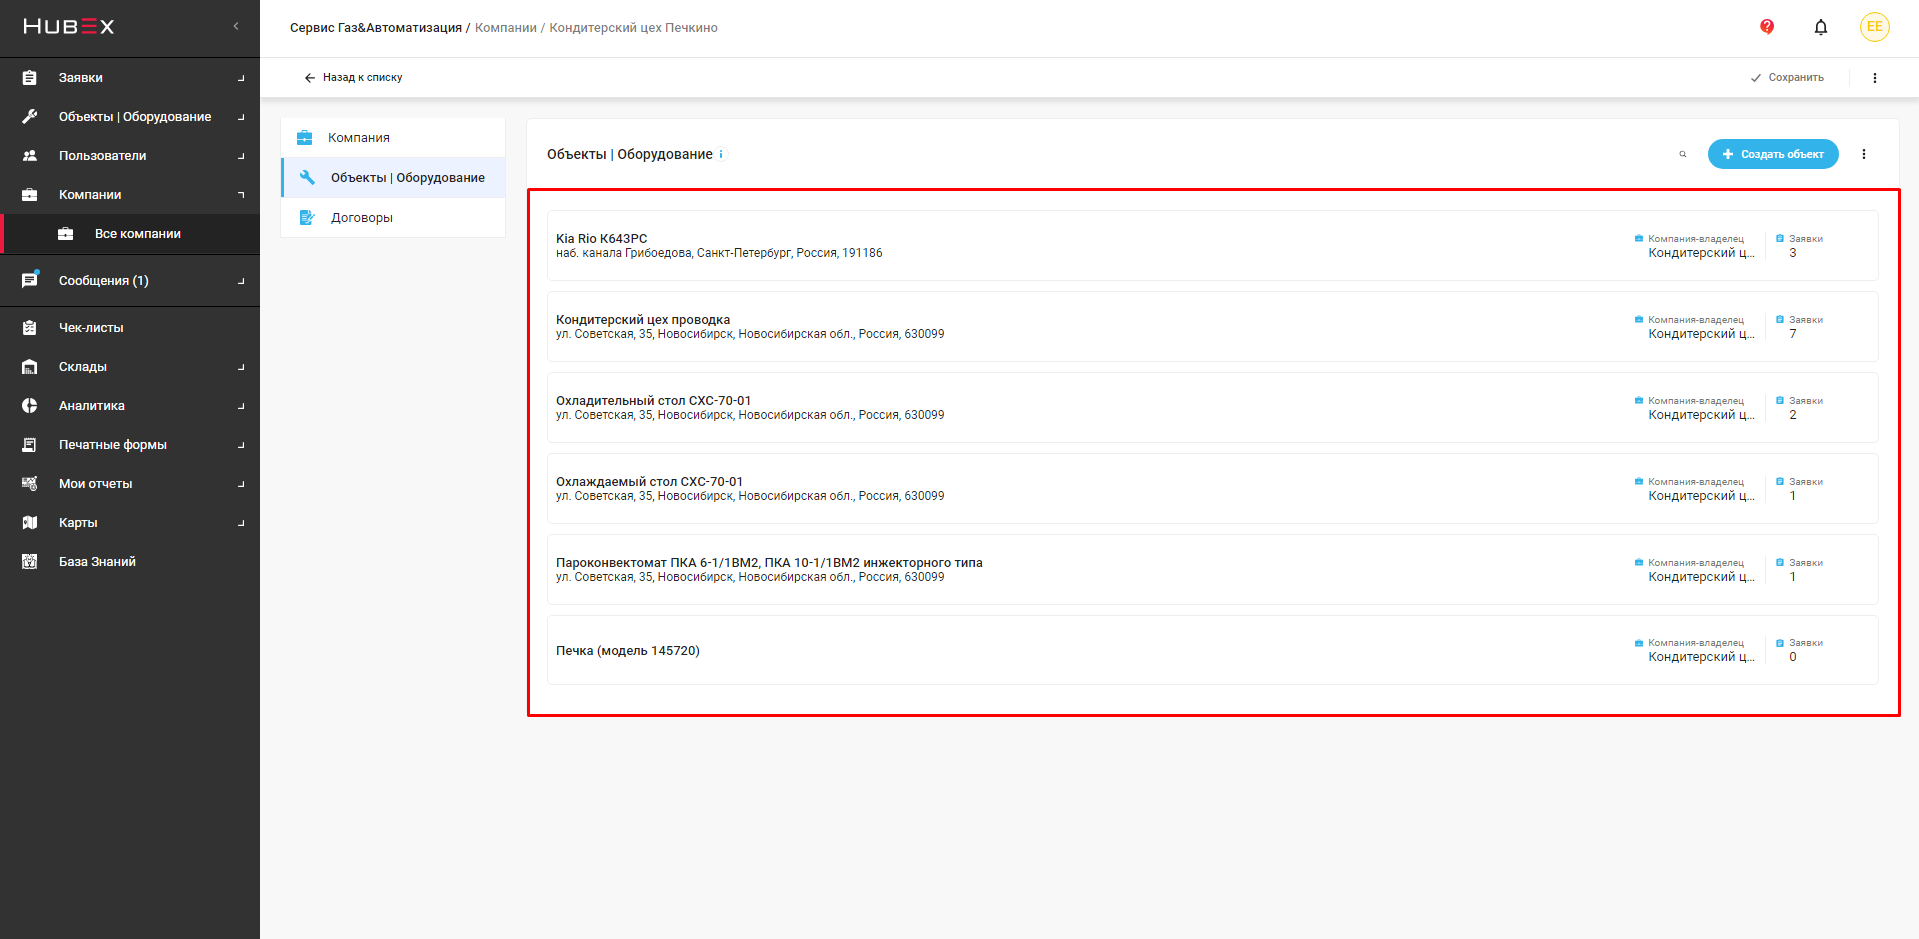 HUBEX
Сервис Газ&Автоматизация / Компании / Кондитерский цех Печкино
EE
Назад к списку
Сохранить
Заявки
Объекты | Оборудование
Пользователи
Компании
Все компании
Сообщения (1)
Чек-листы
Склады
Аналитика
Печатные формы
Мои отчеты
Карты
База Знаний
Компания
Объекты | Оборудование
Договоры
Объекты | Оборудование
Создать объект
Kia Rio К643РС
наб. канала Грибоедова, Санкт-Петербург, Россия, 191186
Компания-владелец Заявки
Кондитерский ц... 3
Кондитерский цех проводка
ул. Советская, 35, Новосибирск, Новосибирская обл., Россия, 630099
Компания-владелец Заявки
Кондитерский ц... 7
Охладительный стол СХС-70-01
ул. Советская, 35, Новосибирск, Новосибирская обл., Россия, 630099
Компания-владелец Заявки
Кондитерский ц... 2
Охлаждаемый стол СХС-70-01
ул. Советская, 35, Новосибирск, Новосибирская обл., Россия, 630099
Компания-владелец Заявки
Кондитерский ц... 1
Пароконвектомат ПКА 6-1/1ВМ2, ПКА 10-1/1ВМ2 инжекторного типа
ул. Советская, 35, Новосибирск, Новосибирская обл., Россия, 630099
Компания-владелец Заявки
Кондитерский ц... 1
Печка (модель 145720)
Компания-владелец Заявки
Кондитерский ц... 0